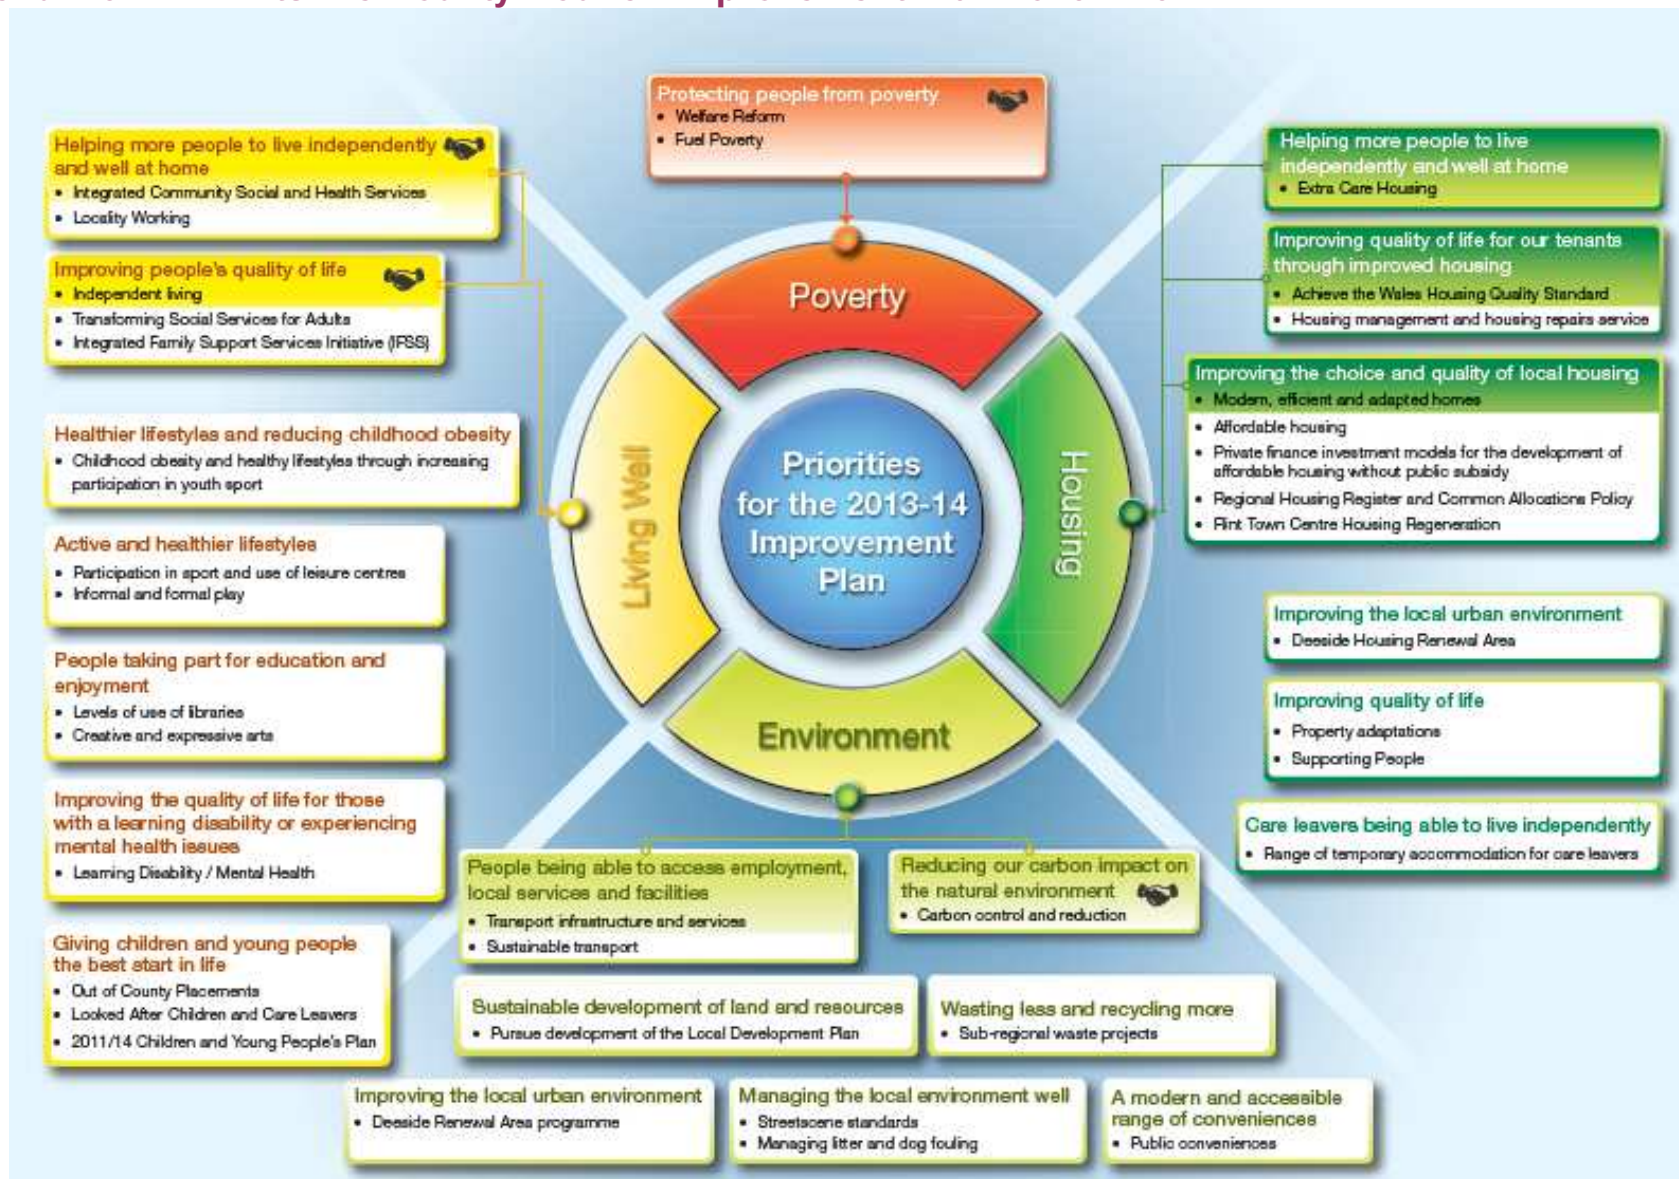 Protecting people from poverty
• Welfare Reform
• Fuel Poverty
Helping more people to live independently
and well at home
• Integrated Community Social and Health Services
• Locality Working
Improving people's quality of life
• Independent living
• Transforming Social Services for Adults
• Integrated Family Support Services Initiative (IFSS)
Healthier lifestyles and reducing childhood obesity
• Childhood obesity and healthy lifestyles through increasing
participation in youth sport
Active and healthier lifestyles
• Participation in sport and use of leisure centres
• Informal and formal play
People taking part for education and
enjoyment
• Levels of use of libraries
• Creative and expressive arts
Improving the quality of life for those
with a learning disability or experiencing
mental health issues
• Learning Disability / Mental Health
Giving children and young people
the best start in life
• Out of County Placements
• Looked After Children and Care Leavers
• 2011/14 Children and Young People's Plan
Poverty
Living Well
Priorities
for the 2013-14
Improvement
Plan
Housing
Environment
Helping more people to live
independently and well at home
• Extra Care Housing
Improving quality of life for our tenants
through improved housing
• Achieve the Wales Housing Quality Standard
• Housing management and housing repairs service
Improving the choice and quality of local housing
• Modern, efficient and adapted homes
• Affordable housing
• Private finance investment models for the development of
affordable housing without public subsidy
• Regional Housing Register and Common Allocations Policy
• Flint Town Centre Housing Regeneration
Improving the local urban environment
• Deeside Housing Renewal Area
Improving quality of life
• Property adaptations
• Supporting People
Care leavers being able to live independently
• Range of temporary accommodation for care leavers
People being able to access employment,
local services and facilities
• Transport infrastructure and services
• Sustainable transport
Reducing our carbon impact on
the natural environment
• Carbon control and reduction
Sustainable development of land and resources
• Pursue development of the Local Development Plan
Wasting less and recycling more
• Sub-regional waste projects
Improving the local urban environment
• Deeside Renewal Area programme
Managing the local environment well
• Streetscene standards
• Managing litter and dog fouling
A modern and accessible
range of conveniences
• Public conveniences